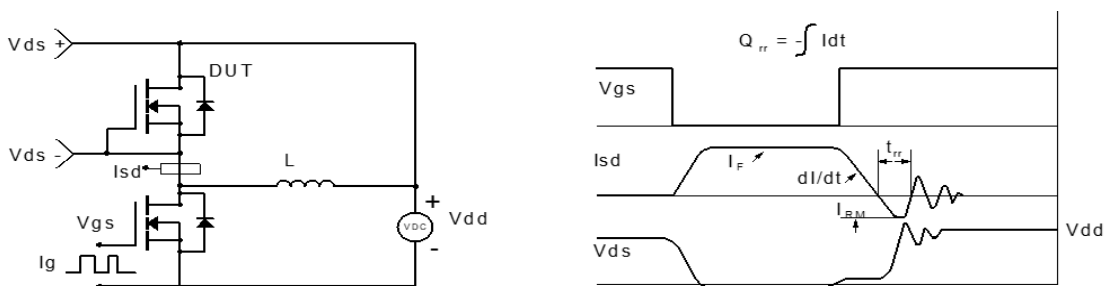 Vds +
DUT
Vds -
Isd
L
Vgs
Ig
+
VDC
-
Vdd
Q rr = - ∫ Idt
Vgs
Isd
I F
dI/dt
t rr
I RM
Vds
Vdd